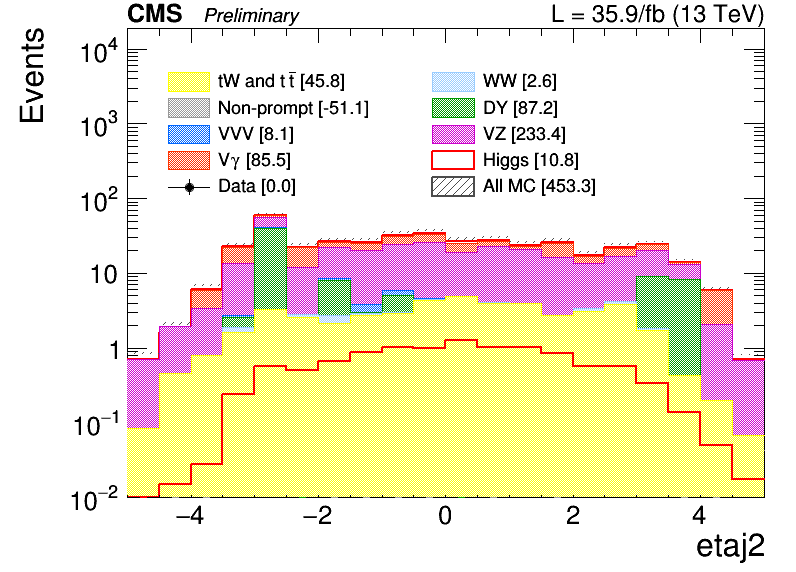 CMS Preliminary L = 35.9/fb (13 TeV)
Events
10⁴
10³
10²
10
1
10⁻¹
10⁻²
tW and t t̅ [45.8]
Non-prompt [-51.1]
VVV [8.1]
Vγ [85.5]
Data [0.0]
WW [2.6]
DY [87.2]
VZ [233.4]
Higgs [10.8]
All MC [453.3]
−4 −2 0 2 4
etaj2